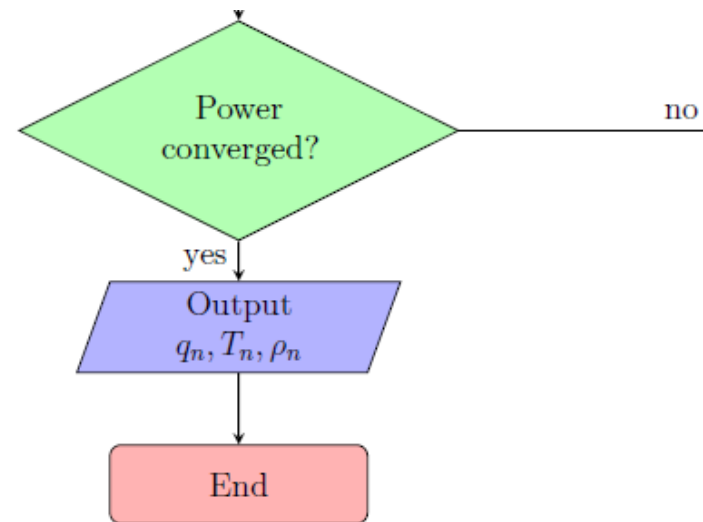 Power
converged?
no
yes
Output
qₙ, Tₙ, ρₙ
End